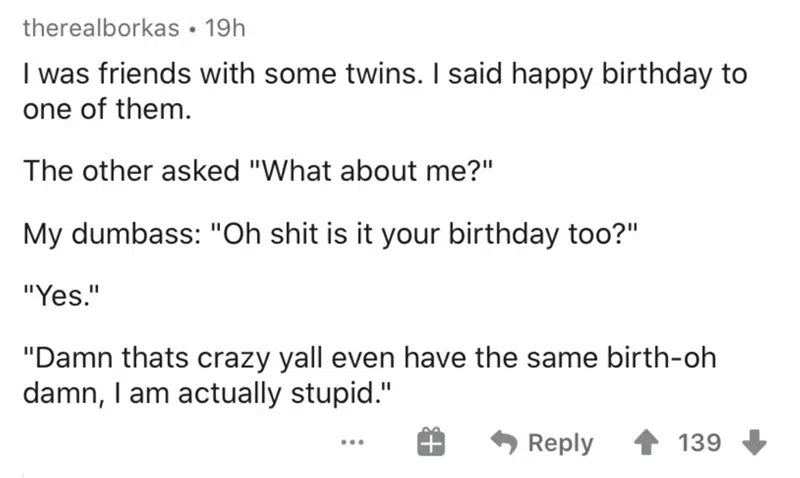 therealborkas • 19h
I was friends with some twins. I said happy birthday to
one of them.
The other asked "What about me?"
My dumbass: "Oh shit is it your birthday too?"
"Yes."
"Damn thats crazy yall even have the same birth-oh
damn, I am actually stupid."
... Reply 139